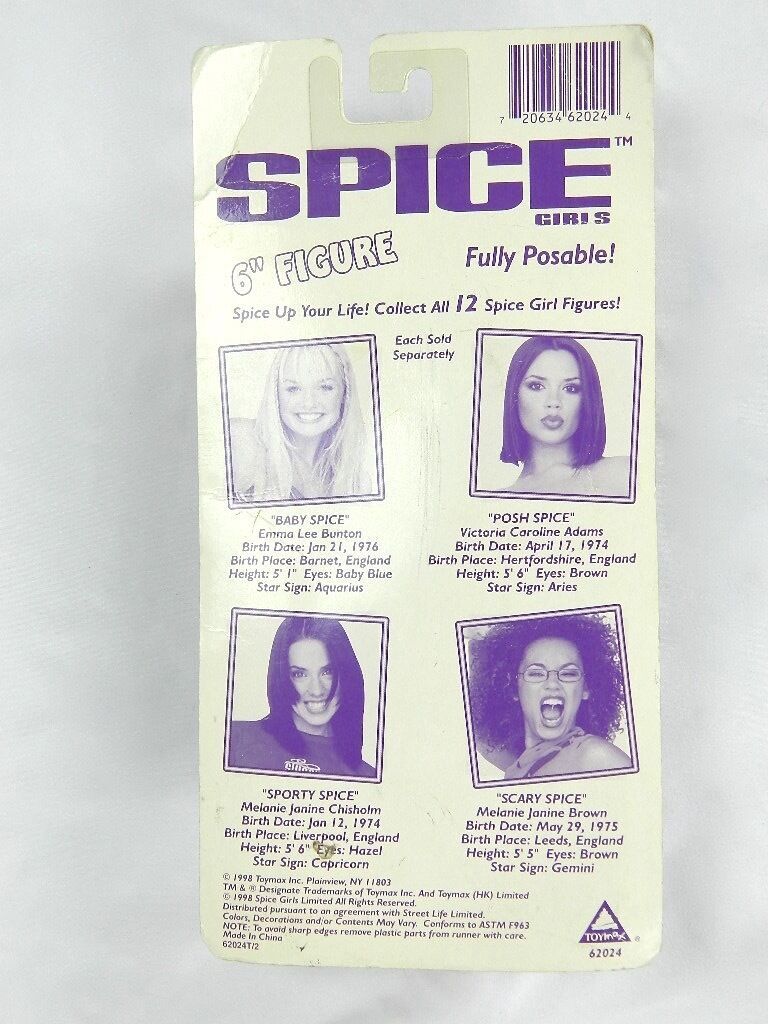 7 20634 62024 4
SPICE™
GIRLS
6" FIGURE
Fully Posable!
Spice Up Your Life! Collect All 12 Spice Girl Figures!
Each Sold
Separately
"BABY SPICE"
Emma Lee Bunton
Birth Date: Jan 21, 1976
Birth Place: Barnet, England
Height: 5' 1" Eyes: Baby Blue
Star Sign: Aquarius
"POSH SPICE"
Victoria Caroline Adams
Birth Date: April 17, 1974
Birth Place: Hertfordshire, England
Height: 5' 6" Eyes: Brown
Star Sign: Aries
"SPORTY SPICE"
Melanie Janine Chisholm
Birth Date: Jan 12, 1974
Birth Place: Liverpool, England
Height: 5' 6" Eyes: Hazel
Star Sign: Capricorn
"SCARY SPICE"
Melanie Janine Brown
Birth Date: May 29, 1975
Birth Place: Leeds, England
Height: 5' 5" Eyes: Brown
Star Sign: Gemini
© 1998 Toymax Inc. Plainview, NY 11803
TM & ® Designate Trademarks of Toymax Inc. And Toymax (HK) Limited
© 1998 Spice Girls Limited All Rights Reserved.
Distributed pursuant to an agreement with Street Life Limited.
Colors, Decorations and/or Contents May Vary. Conforms to ASTM F963
NOTE: To avoid sharp edges remove plastic parts from runner with care.
Made In China
62024T/2
TOYmax®
62024